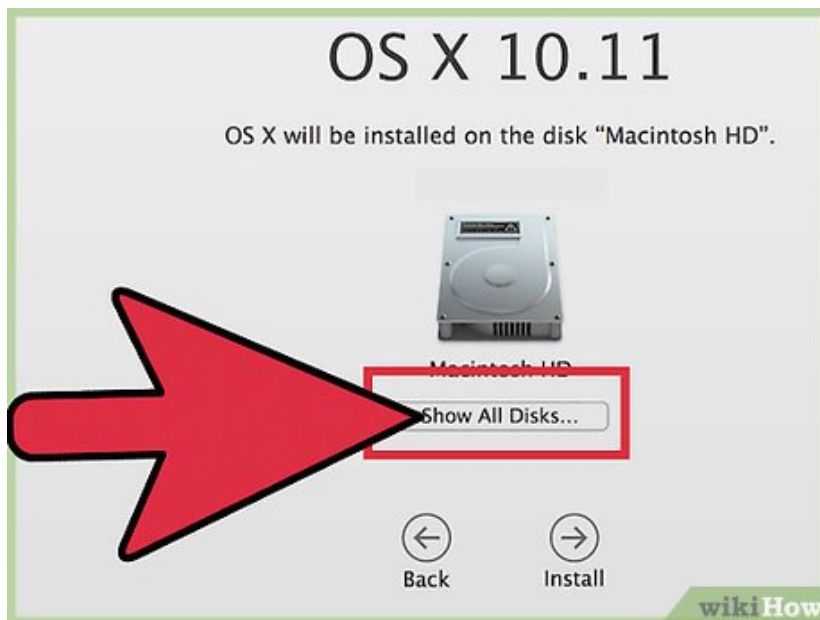 OS X 10.11
OS X will be installed on the disk “Macintosh HD”.
Macintosh HD
Show All Disks...
Back
Install
wikiHow